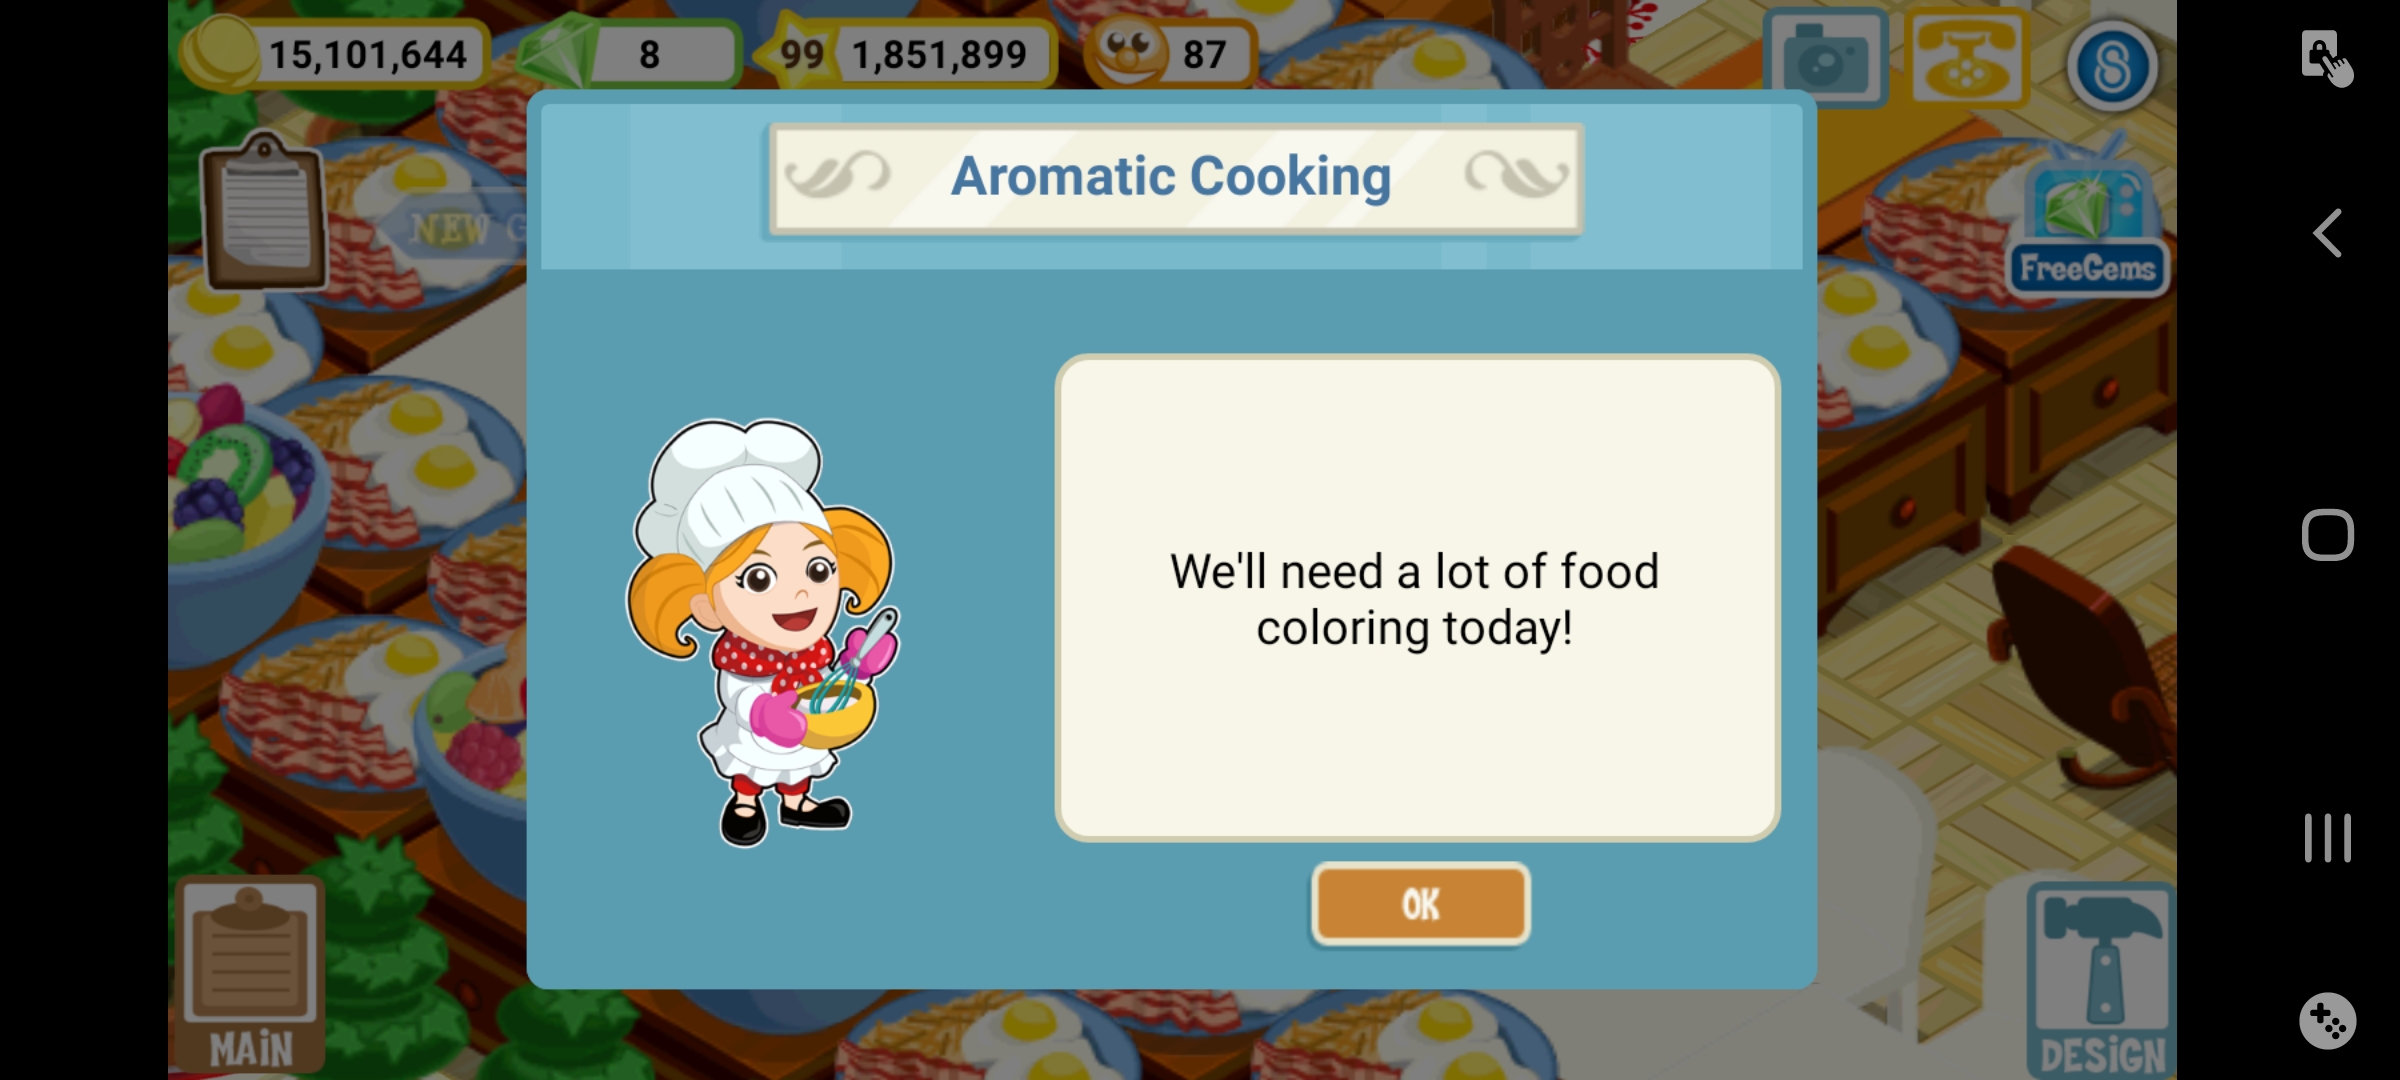 15,101,644
8
99 1,851,899
87
Aromatic Cooking
NEW G
FreeGems
We'll need a lot of food
coloring today!
OK
MAiN
DESiGN